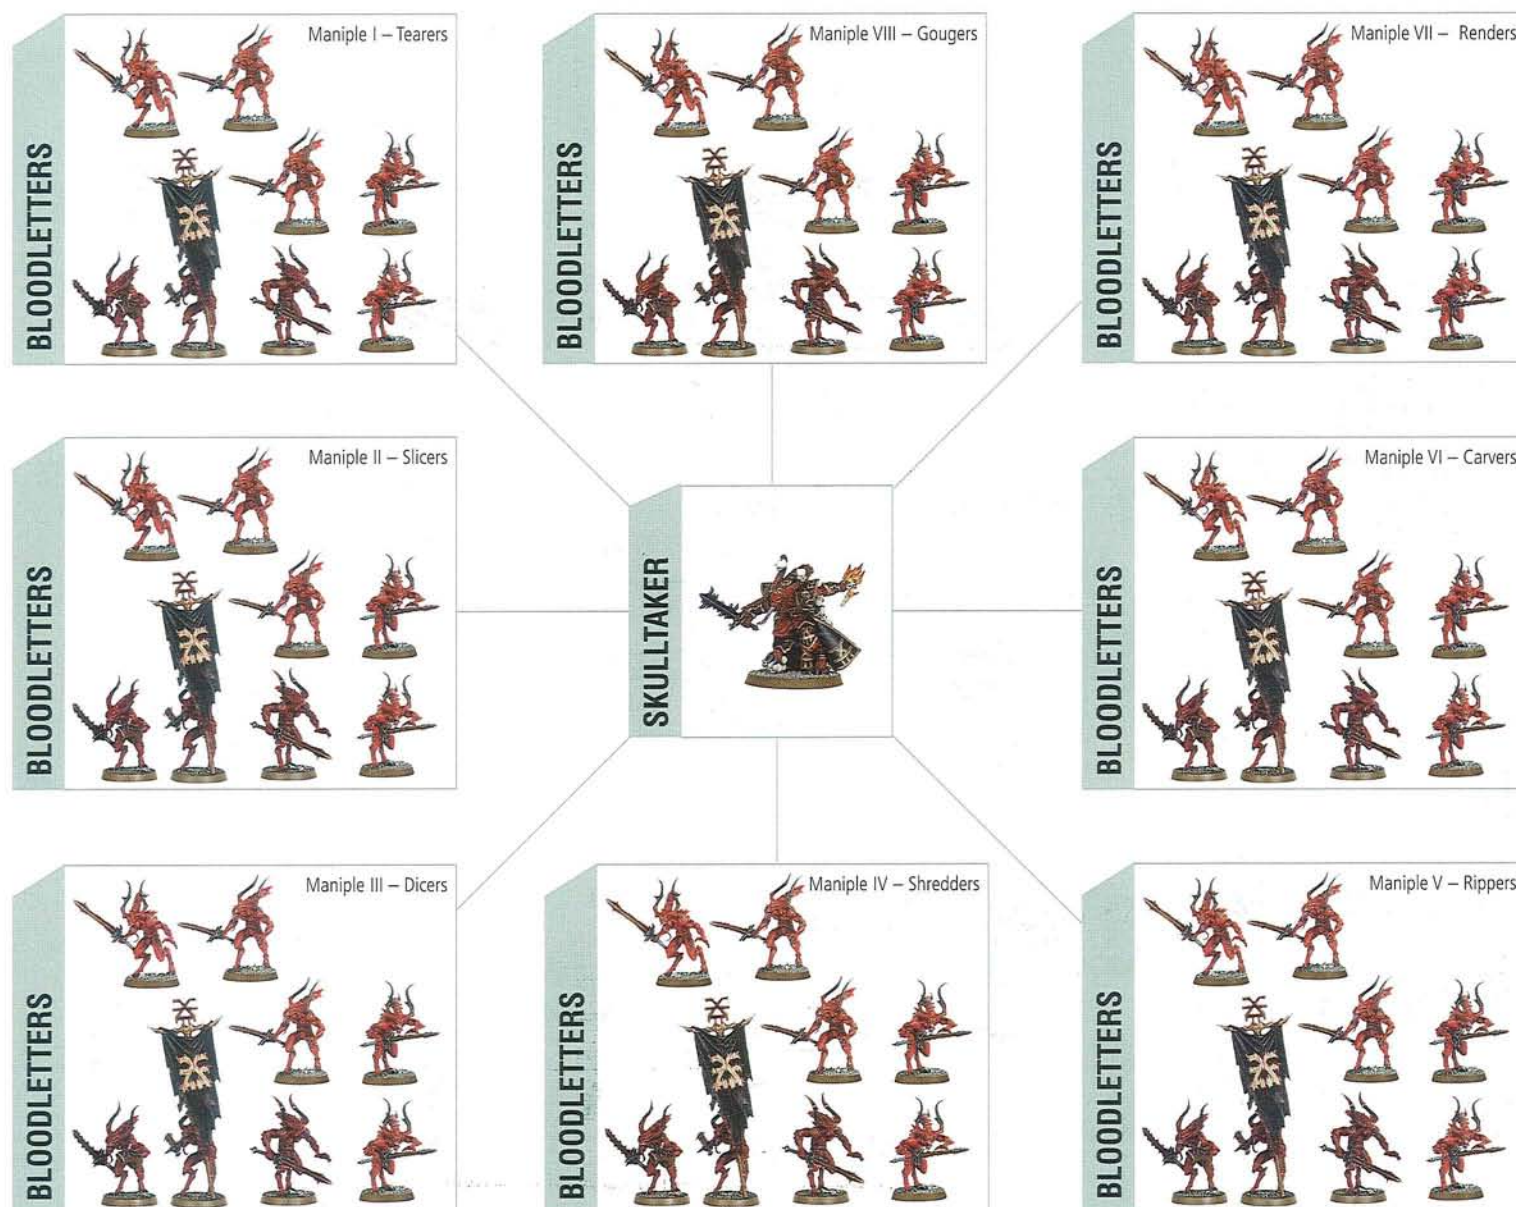 Maniple I – Tearers
BLOODLETTERS
Maniple VIII – Gougers
BLOODLETTERS
Maniple VII – Renders
BLOODLETTERS
Maniple II – Slicers
BLOODLETTERS
SKULLTAKER
Maniple VI – Carvers
BLOODLETTERS
Maniple III – Dicers
BLOODLETTERS
Maniple IV – Shredders
BLOODLETTERS
Maniple V – Rippers
BLOODLETTERS